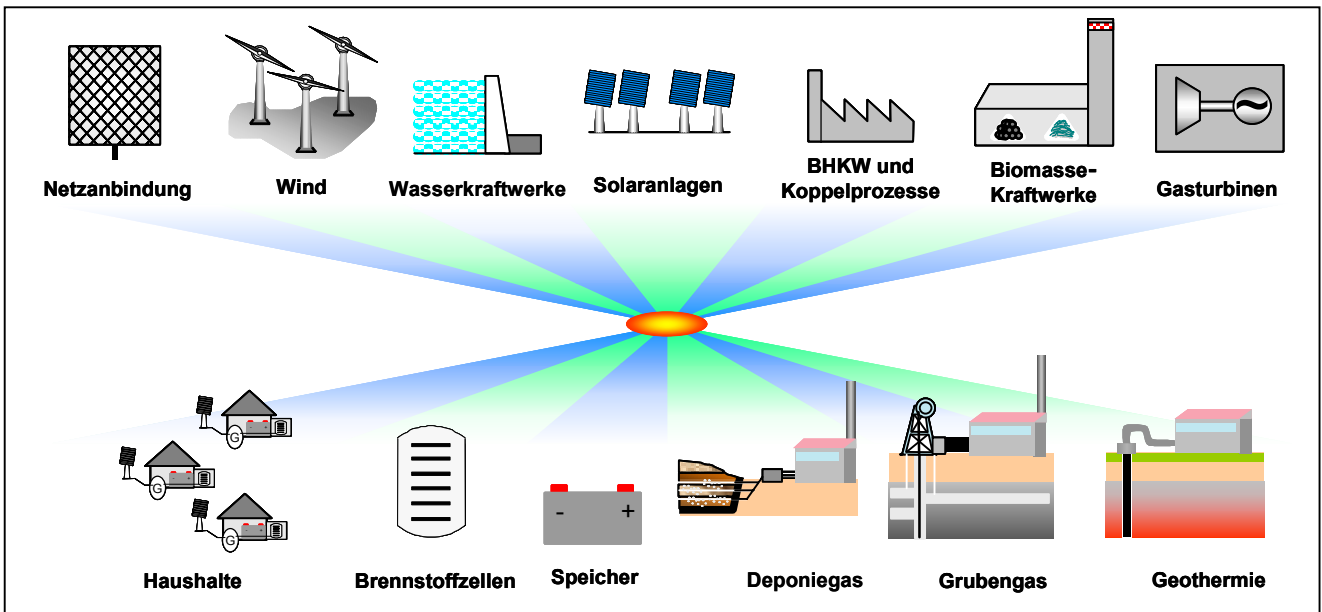 Netzanbindung
Wind
Wasserkraftwerke
Solaranlagen
BHKW und
Koppelprozesse
Biomasse-
Kraftwerke
Gasturbinen
G
G
G
- +
Haushalte
Brennstoffzellen
Speicher
Deponiegas
Grubengas
Geothermie